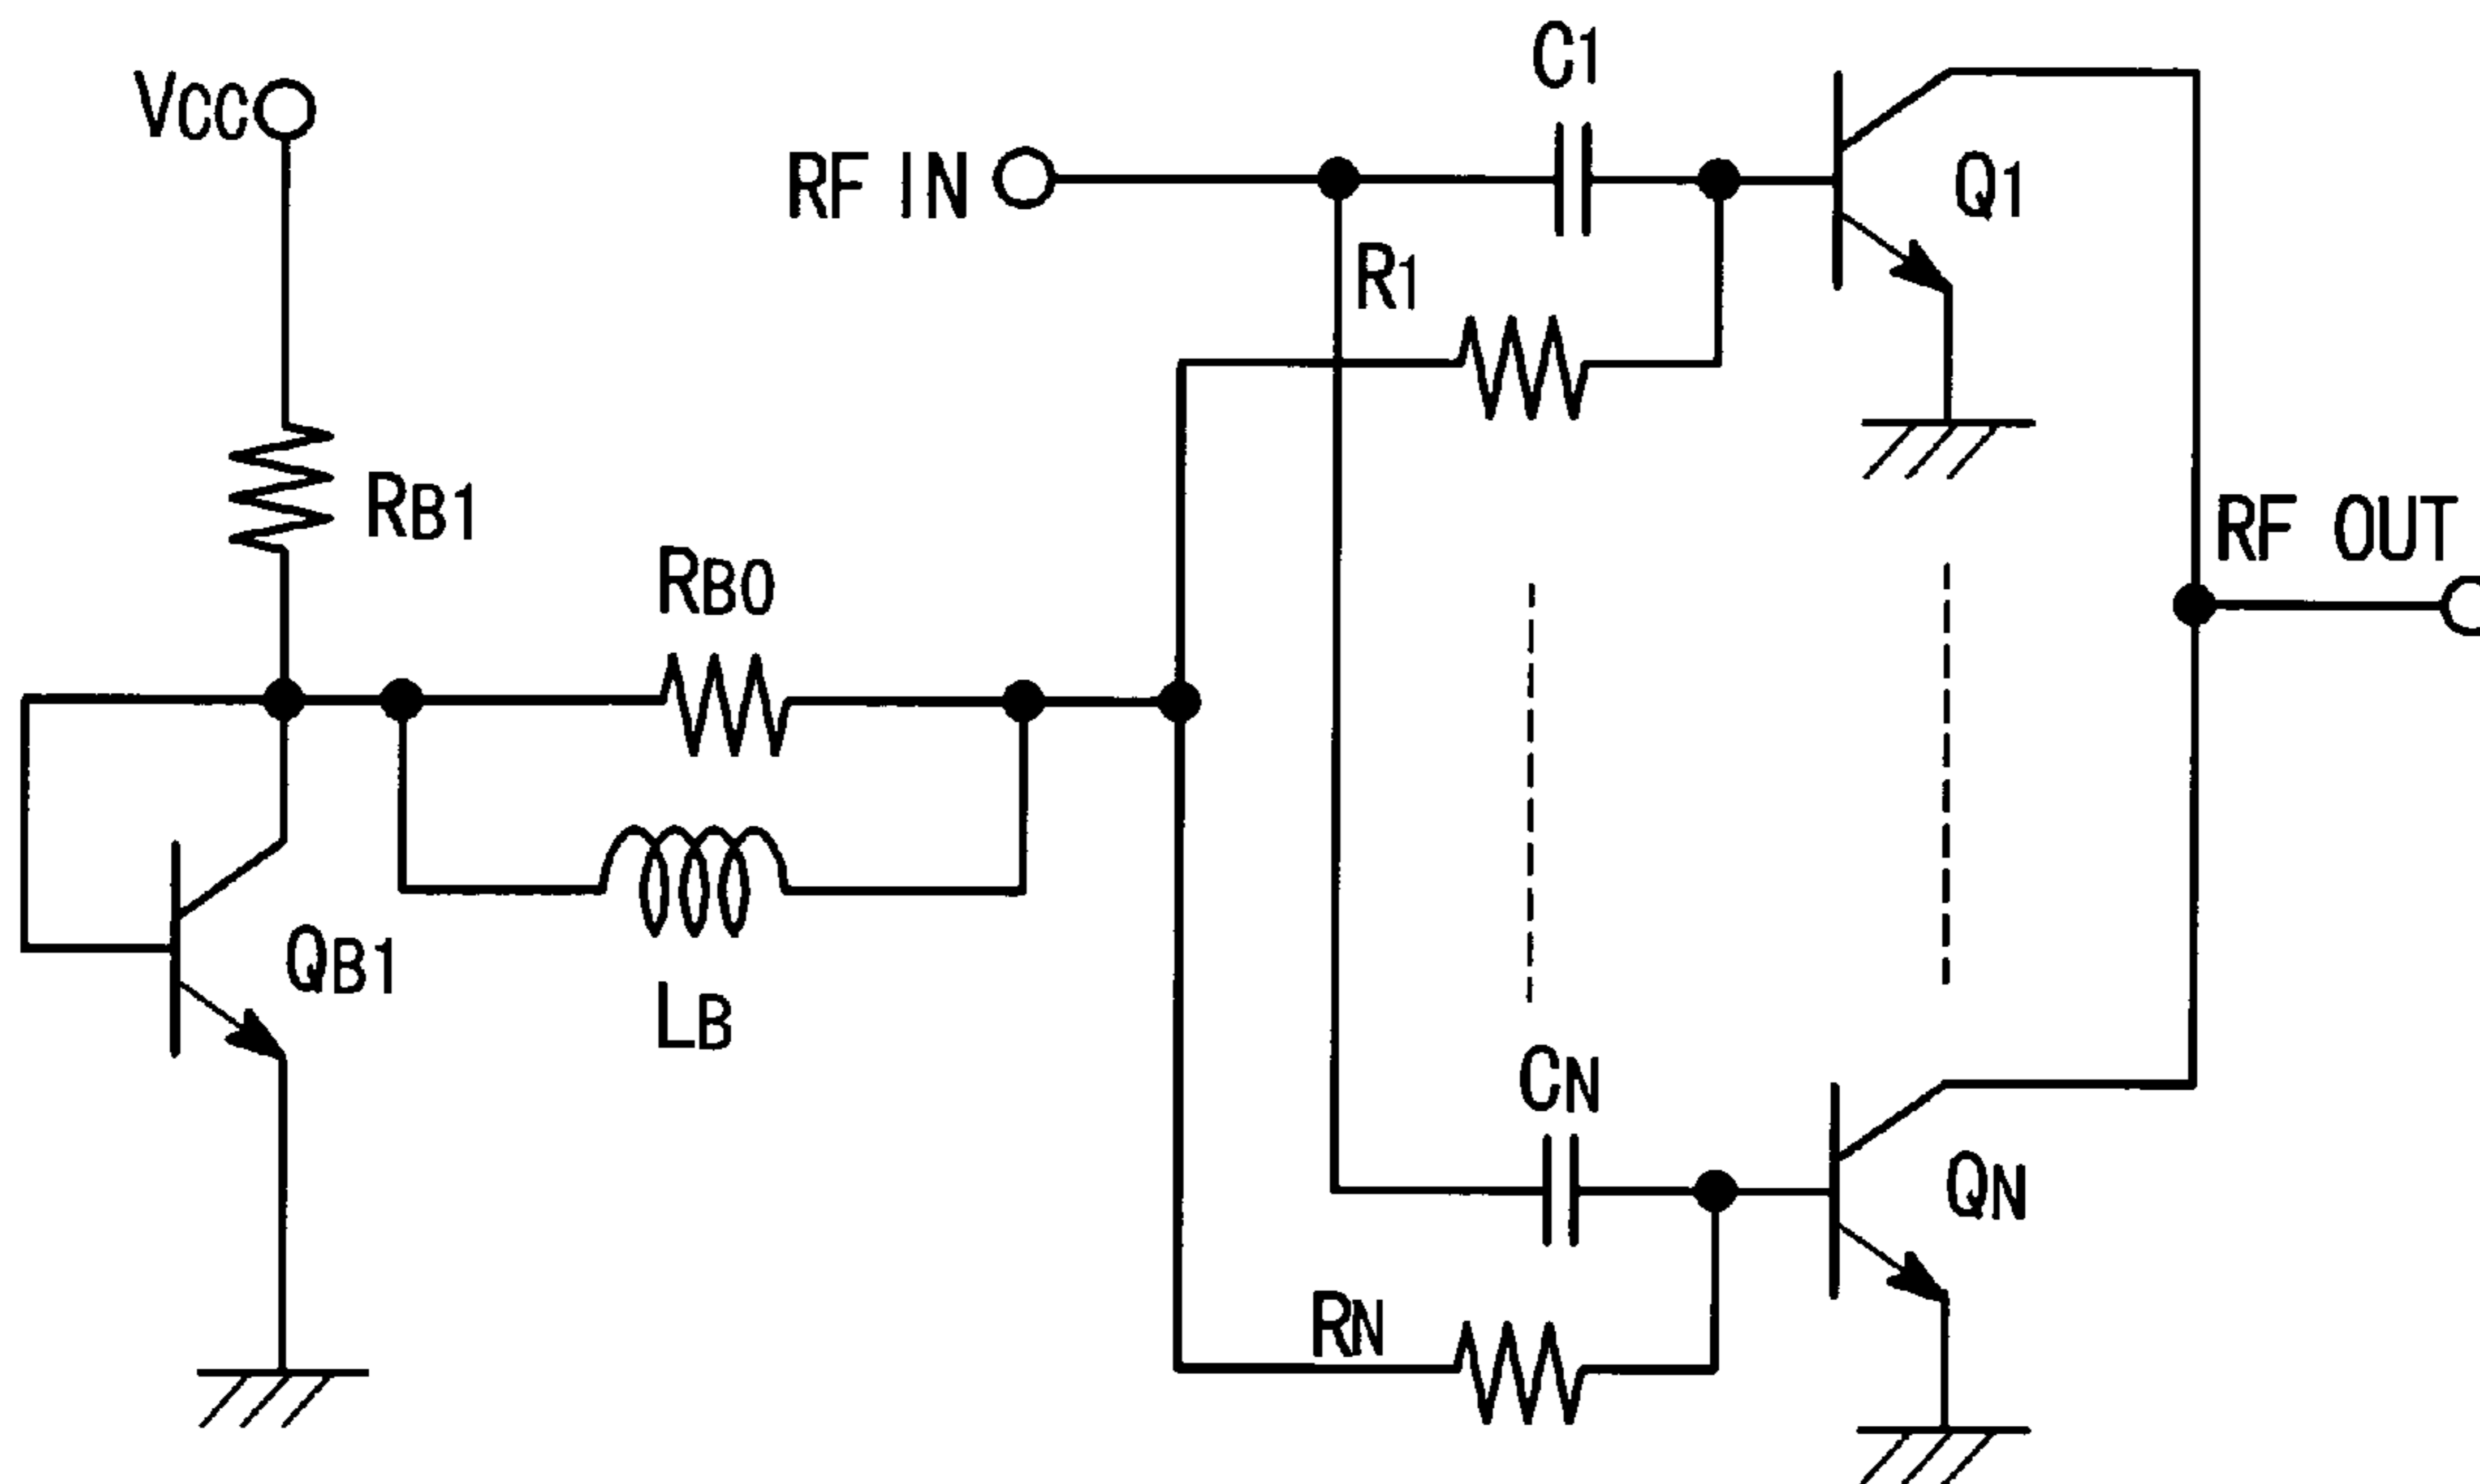 C1
VCC
RF IN
Q1
R1
RB1
RF OUT
RB0
QB1
LB
CN
QN
RN